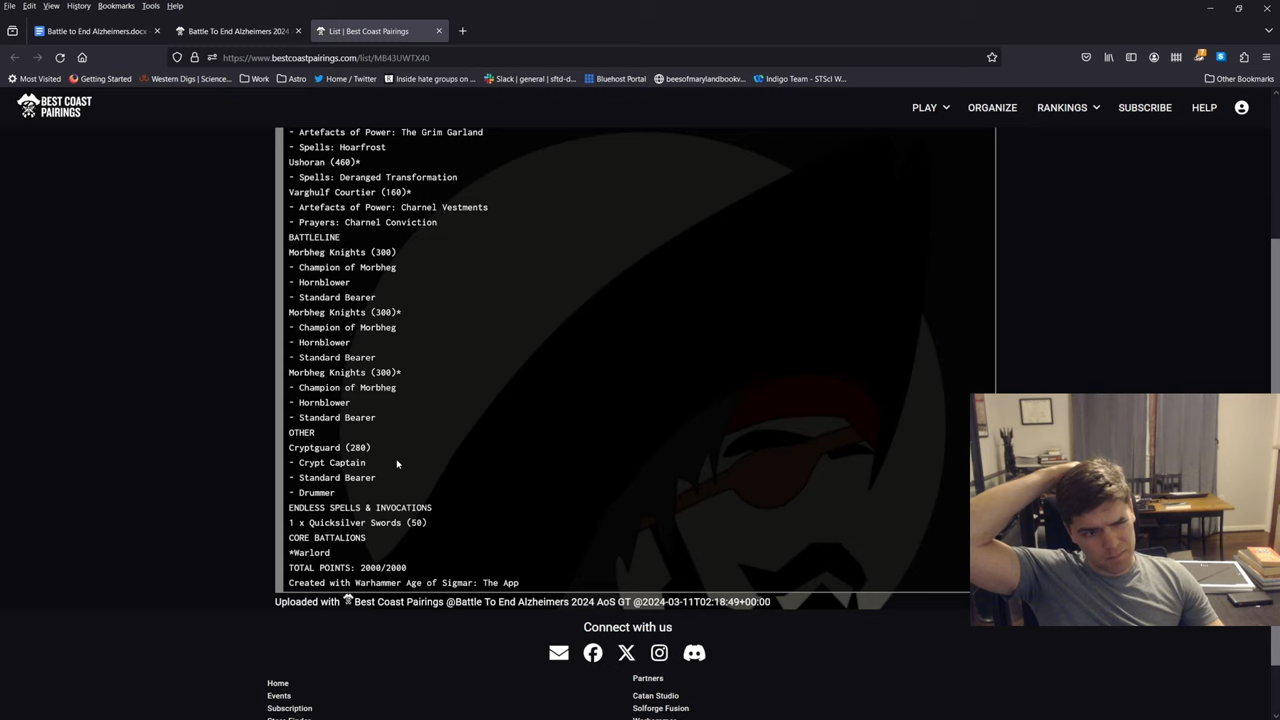 File Edit View History Bookmarks Tools Help
Battle to End Alzheimers.docx
Battle To End Alzheimers 2024
List | Best Coast Pairings
https://www.bestcoastpairings.com/list/MB43UWTX40
Most Visited Getting Started Western Digs | Science... Work Astro Home / Twitter Inside hate groups on ... Slack | general | sftd-d... Bluehost Portal beesofmarylandbookw... Indigo Team - STScI W... Other Bookmarks
BEST COAST
PAIRINGS
PLAY ORGANIZE RANKINGS SUBSCRIBE HELP
- Artefacts of Power: The Grim Garland
- Spells: Hoarfrost
Ushoran (460)*
- Spells: Deranged Transformation
Varghulf Courtier (160)*
- Artefacts of Power: Charnel Vestments
- Prayers: Charnel Conviction
BATTLELINE
Morbheg Knights (300)
- Champion of Morbheg
- Hornblower
- Standard Bearer
Morbheg Knights (300)*
- Champion of Morbheg
- Hornblower
- Standard Bearer
Morbheg Knights (300)*
- Champion of Morbheg
- Hornblower
- Standard Bearer
OTHER
Cryptguard (280)
- Crypt Captain
- Standard Bearer
- Drummer
ENDLESS SPELLS & INVOCATIONS
1 x Quicksilver Swords (50)
CORE BATTALIONS
*Warlord
TOTAL POINTS: 2000/2000
Created with Warhammer Age of Sigmar: The App
Uploaded with Best Coast Pairings @Battle To End Alzheimers 2024 AoS GT @2024-03-11T02:18:49+00:00
Connect with us
Home
Events
Subscription
Partners
Catan Studio
Solforge Fusion